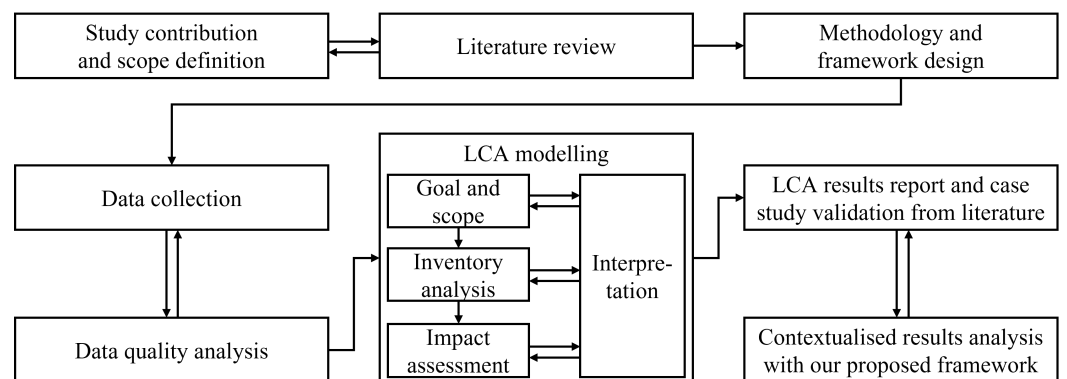 Study contribution
and scope definition
Literature review
Methodology and
framework design
Data collection
Data quality analysis
LCA modelling
Goal and
scope
Inventory
analysis
Impact
assessment
Interpre-
tation
LCA results report and case
study validation from literature
Contextualised results analysis
with our proposed framework